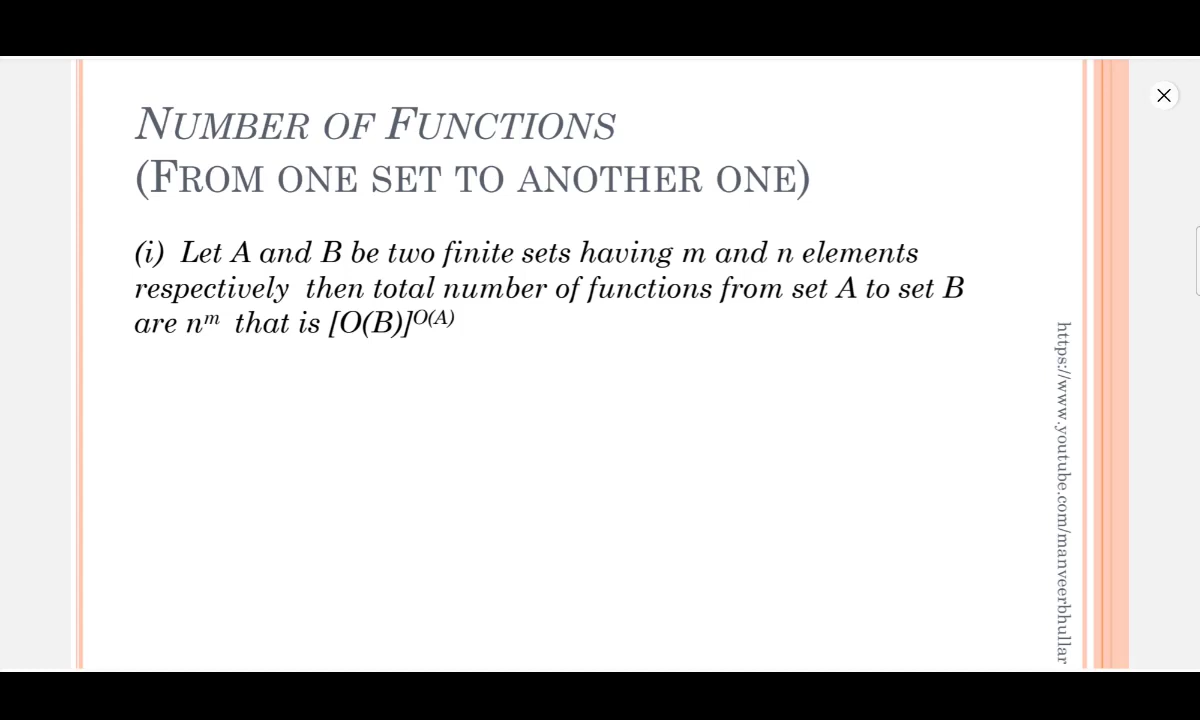 NUMBER OF FUNCTIONS
(FROM ONE SET TO ANOTHER ONE)
(i) Let A and B be two finite sets having m and n elements
respectively then total number of functions from set A to set B
are nᵐ that is [O(B)]ᴼ⁽ᴬ⁾
https://www.youtube.com/manveerbhullar